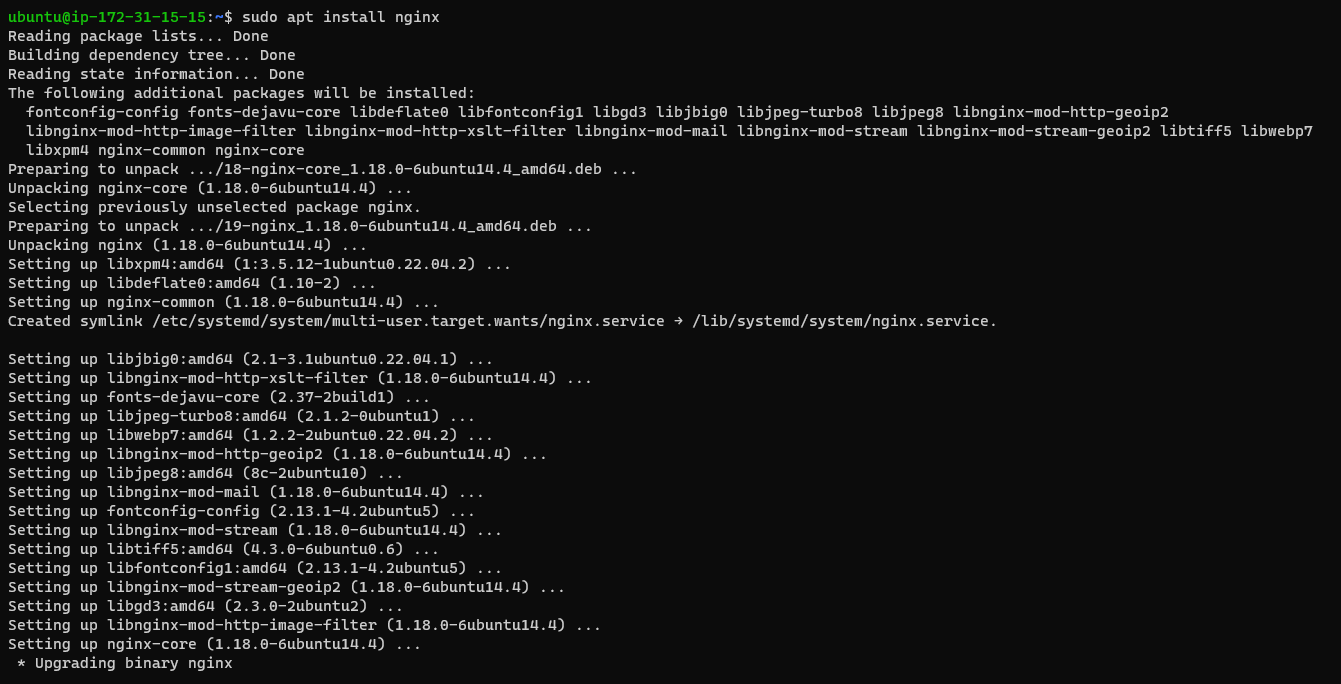 ubuntu@ip-172-31-15-15:~$ sudo apt install nginx
Reading package lists... Done
Building dependency tree... Done
Reading state information... Done
The following additional packages will be installed:
  fontconfig-config fonts-dejavu-core libdeflate0 libfontconfig1 libgd3 libjbig0 libjpeg-turbo8 libjpeg8 libnginx-mod-http-geoip2
  libnginx-mod-http-image-filter libnginx-mod-http-xslt-filter libnginx-mod-mail libnginx-mod-stream libnginx-mod-stream-geoip2 libtiff5 libwebp7
  libxpm4 nginx-common nginx-core
Preparing to unpack .../18-nginx-core_1.18.0-6ubuntu14.4_amd64.deb ...
Unpacking nginx-core (1.18.0-6ubuntu14.4) ...
Selecting previously unselected package nginx.
Preparing to unpack .../19-nginx_1.18.0-6ubuntu14.4_amd64.deb ...
Unpacking nginx (1.18.0-6ubuntu14.4) ...
Setting up libxpm4:amd64 (1:3.5.12-1ubuntu0.22.04.2) ...
Setting up libdeflate0:amd64 (1.10-2) ...
Setting up nginx-common (1.18.0-6ubuntu14.4) ...
Created symlink /etc/systemd/system/multi-user.target.wants/nginx.service → /lib/systemd/system/nginx.service.

Setting up libjbig0:amd64 (2.1-3.1ubuntu0.22.04.1) ...
Setting up libnginx-mod-http-xslt-filter (1.18.0-6ubuntu14.4) ...
Setting up fonts-dejavu-core (2.37-2build1) ...
Setting up libjpeg-turbo8:amd64 (2.1.2-0ubuntu1) ...
Setting up libwebp7:amd64 (1.2.2-2ubuntu0.22.04.2) ...
Setting up libnginx-mod-http-geoip2 (1.18.0-6ubuntu14.4) ...
Setting up libjpeg8:amd64 (8c-2ubuntu10) ...
Setting up libnginx-mod-mail (1.18.0-6ubuntu14.4) ...
Setting up fontconfig-config (2.13.1-4.2ubuntu5) ...
Setting up libnginx-mod-stream (1.18.0-6ubuntu14.4) ...
Setting up libtiff5:amd64 (4.3.0-6ubuntu0.6) ...
Setting up libfontconfig1:amd64 (2.13.1-4.2ubuntu5) ...
Setting up libnginx-mod-stream-geoip2 (1.18.0-6ubuntu14.4) ...
Setting up libgd3:amd64 (2.3.0-2ubuntu2) ...
Setting up libnginx-mod-http-image-filter (1.18.0-6ubuntu14.4) ...
Setting up nginx-core (1.18.0-6ubuntu14.4) ...
 * Upgrading binary nginx